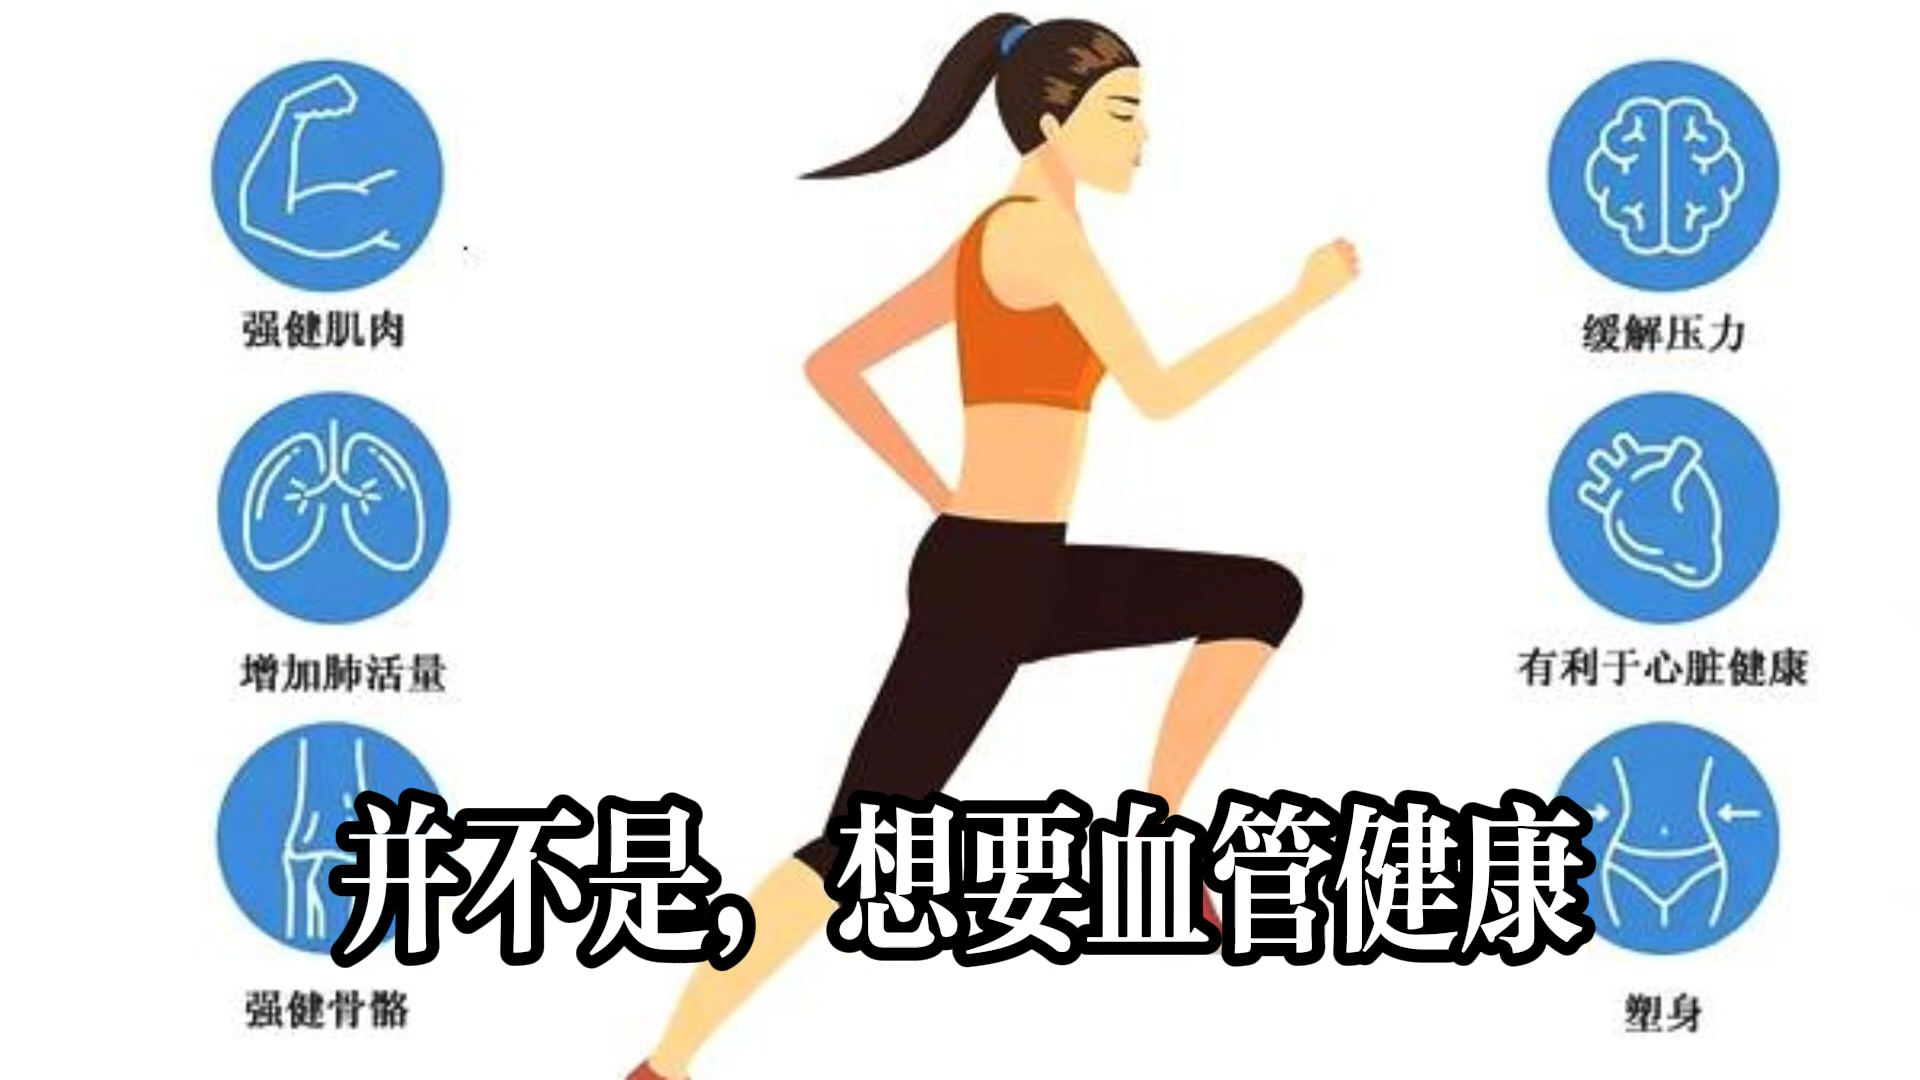 强健肌肉
缓解压力
增加肺活量
有利于心脏健康
并不是，想要血管健康
强健骨骼
塑身